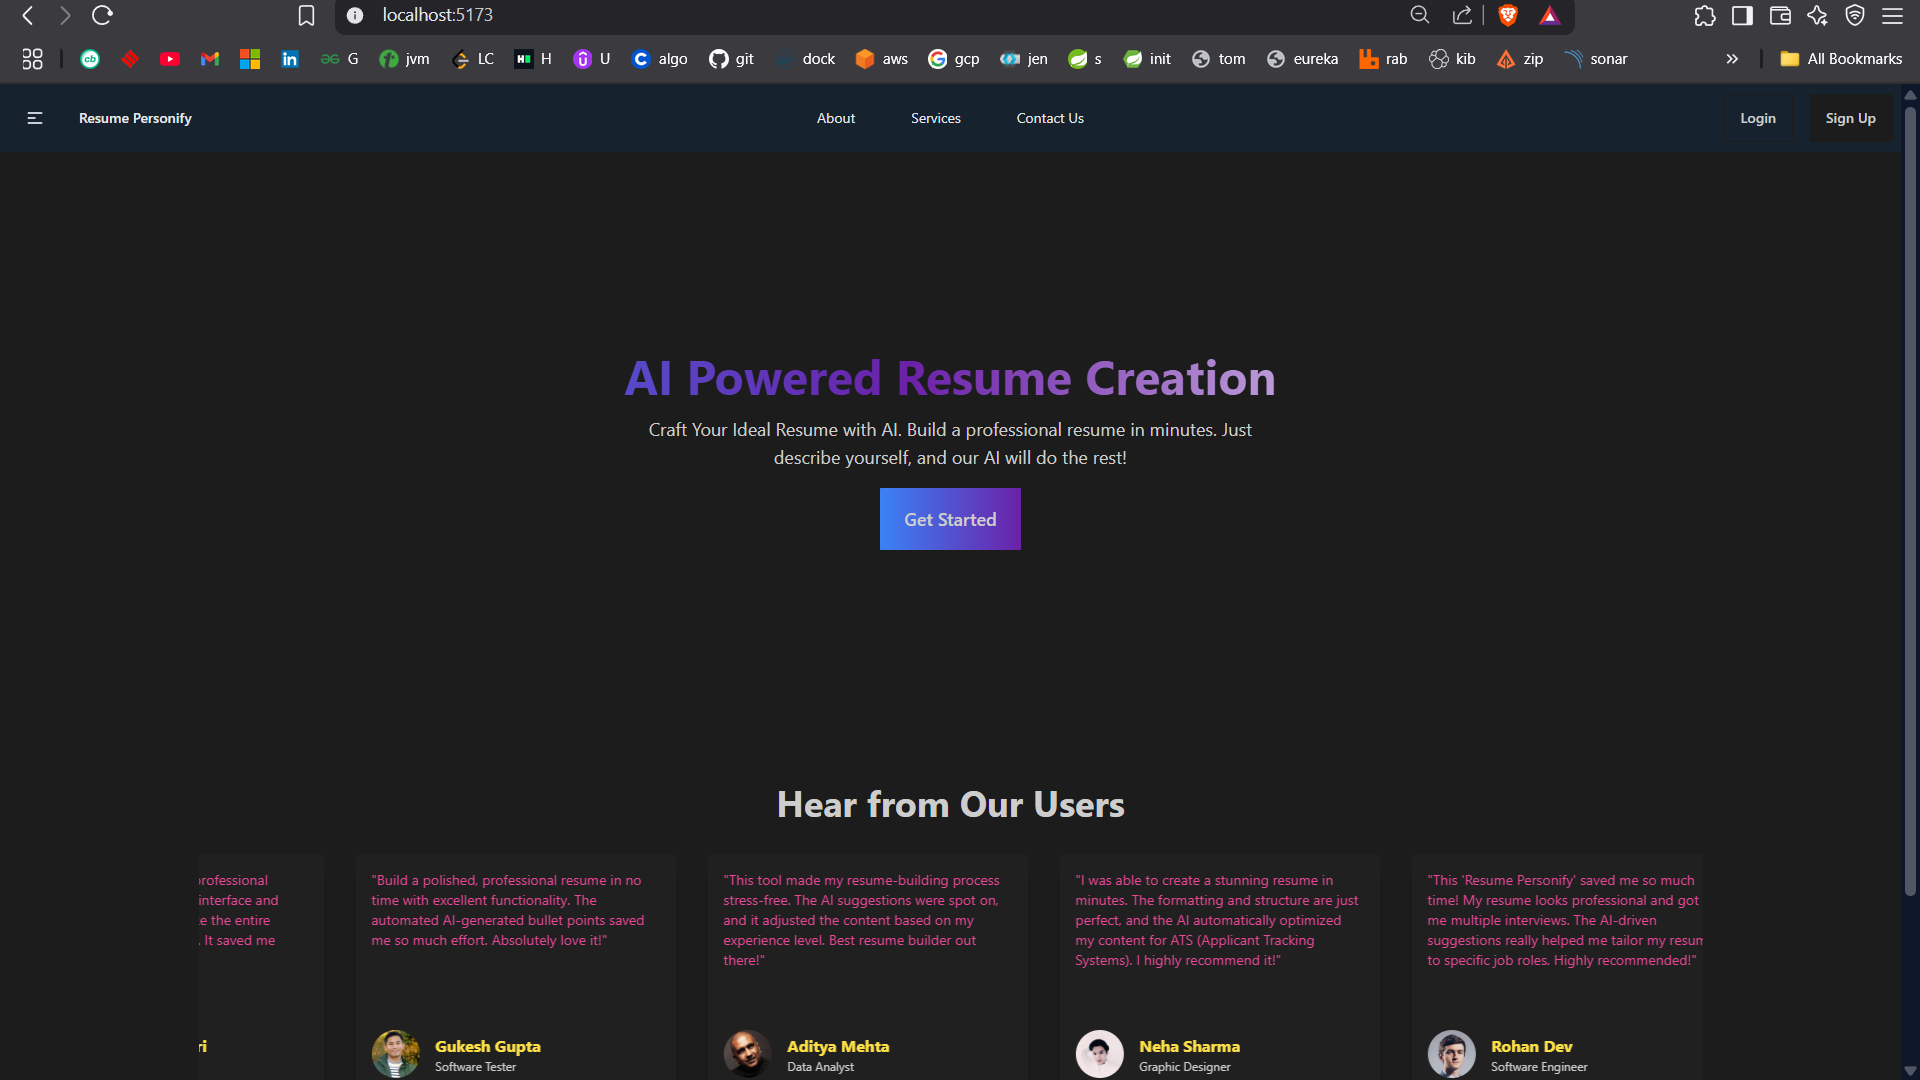 localhost:5173
G
jvm
LC
H
U
algo
git
dock
aws
gcp
jen
s
init
tom
eureka
rab
kib
zip
sonar
All Bookmarks
Resume Personify
About
Services
Contact Us
Login
Sign Up
AI Powered Resume Creation
Craft Your Ideal Resume with AI. Build a professional resume in minutes. Just
describe yourself, and our AI will do the rest!
Get Started
Hear from Our Users
professional
interface and
te the entire
. It saved me
ri
"Build a polished, professional resume in no
time with excellent functionality. The
automated AI-generated bullet points saved
me so much effort. Absolutely love it!"
Gukesh Gupta
Software Tester
"This tool made my resume-building process
stress-free. The AI suggestions were spot on,
and it adjusted the content based on my
experience level. Best resume builder out
there!"
Aditya Mehta
Data Analyst
"I was able to create a stunning resume in
minutes. The formatting and structure are just
perfect, and the AI automatically optimized
my content for ATS (Applicant Tracking
Systems). I highly recommend it!"
Neha Sharma
Graphic Designer
"This 'Resume Personify' saved me so much
time! My resume looks professional and got
me multiple interviews. The AI-driven
suggestions really helped me tailor my resum
to specific job roles. Highly recommended!"
Rohan Dev
Software Engineer